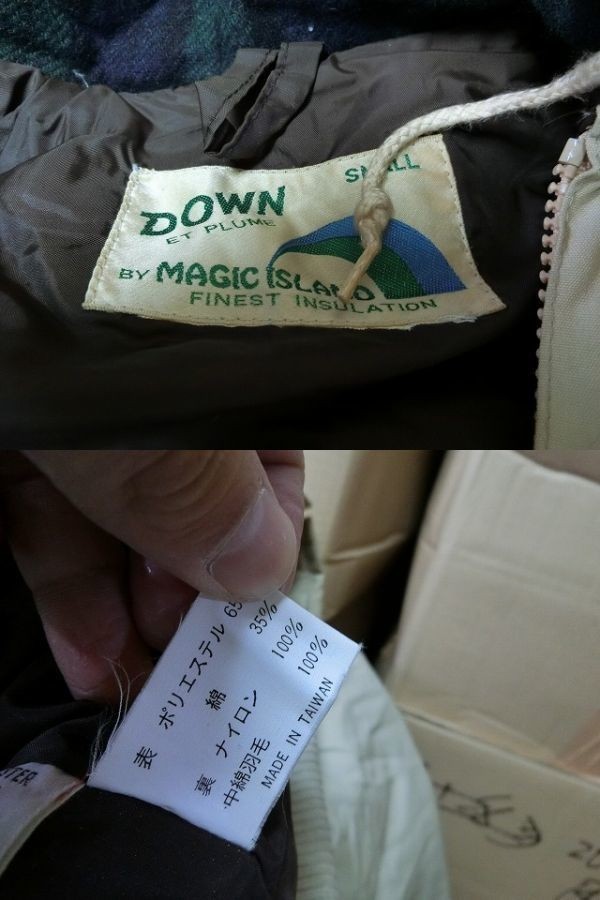 SMALL
DOWN
ET PLUME
BY MAGIC ISLAND
FINEST INSULATION
表 ポリエステル 65
綿 35%
裏 ナイロン 100%
中綿羽毛 100%
MADE IN TAIWAN